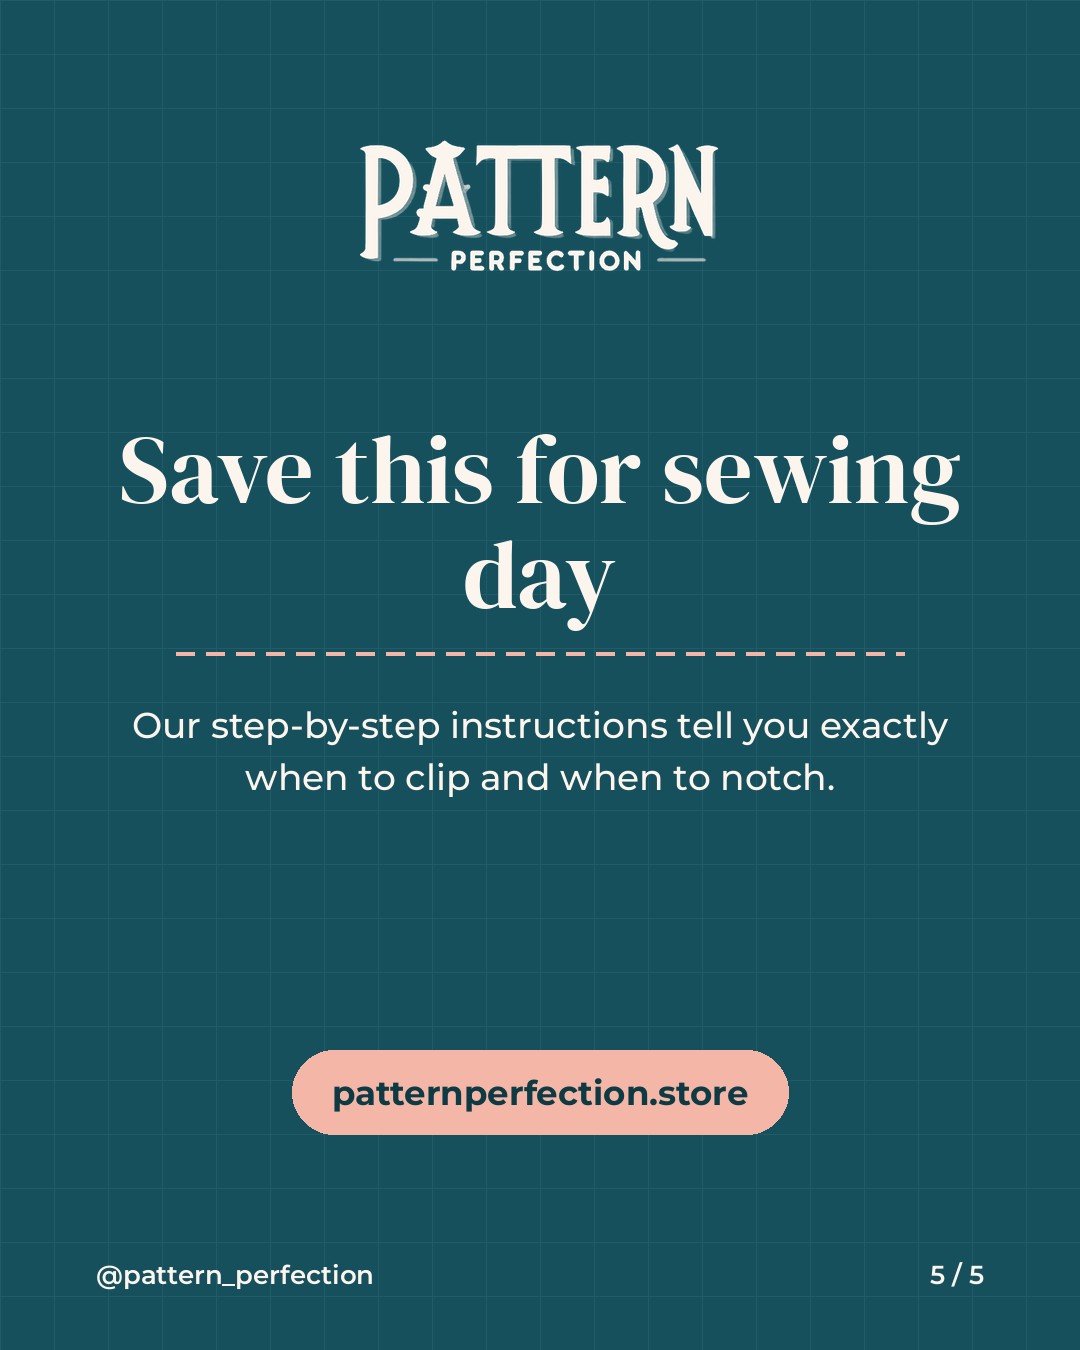 PATTERN
PERFECTION
Save this for sewing
day
Our step-by-step instructions tell you exactly
when to clip and when to notch.
patternperfection.store
@pattern_perfection
5 / 5